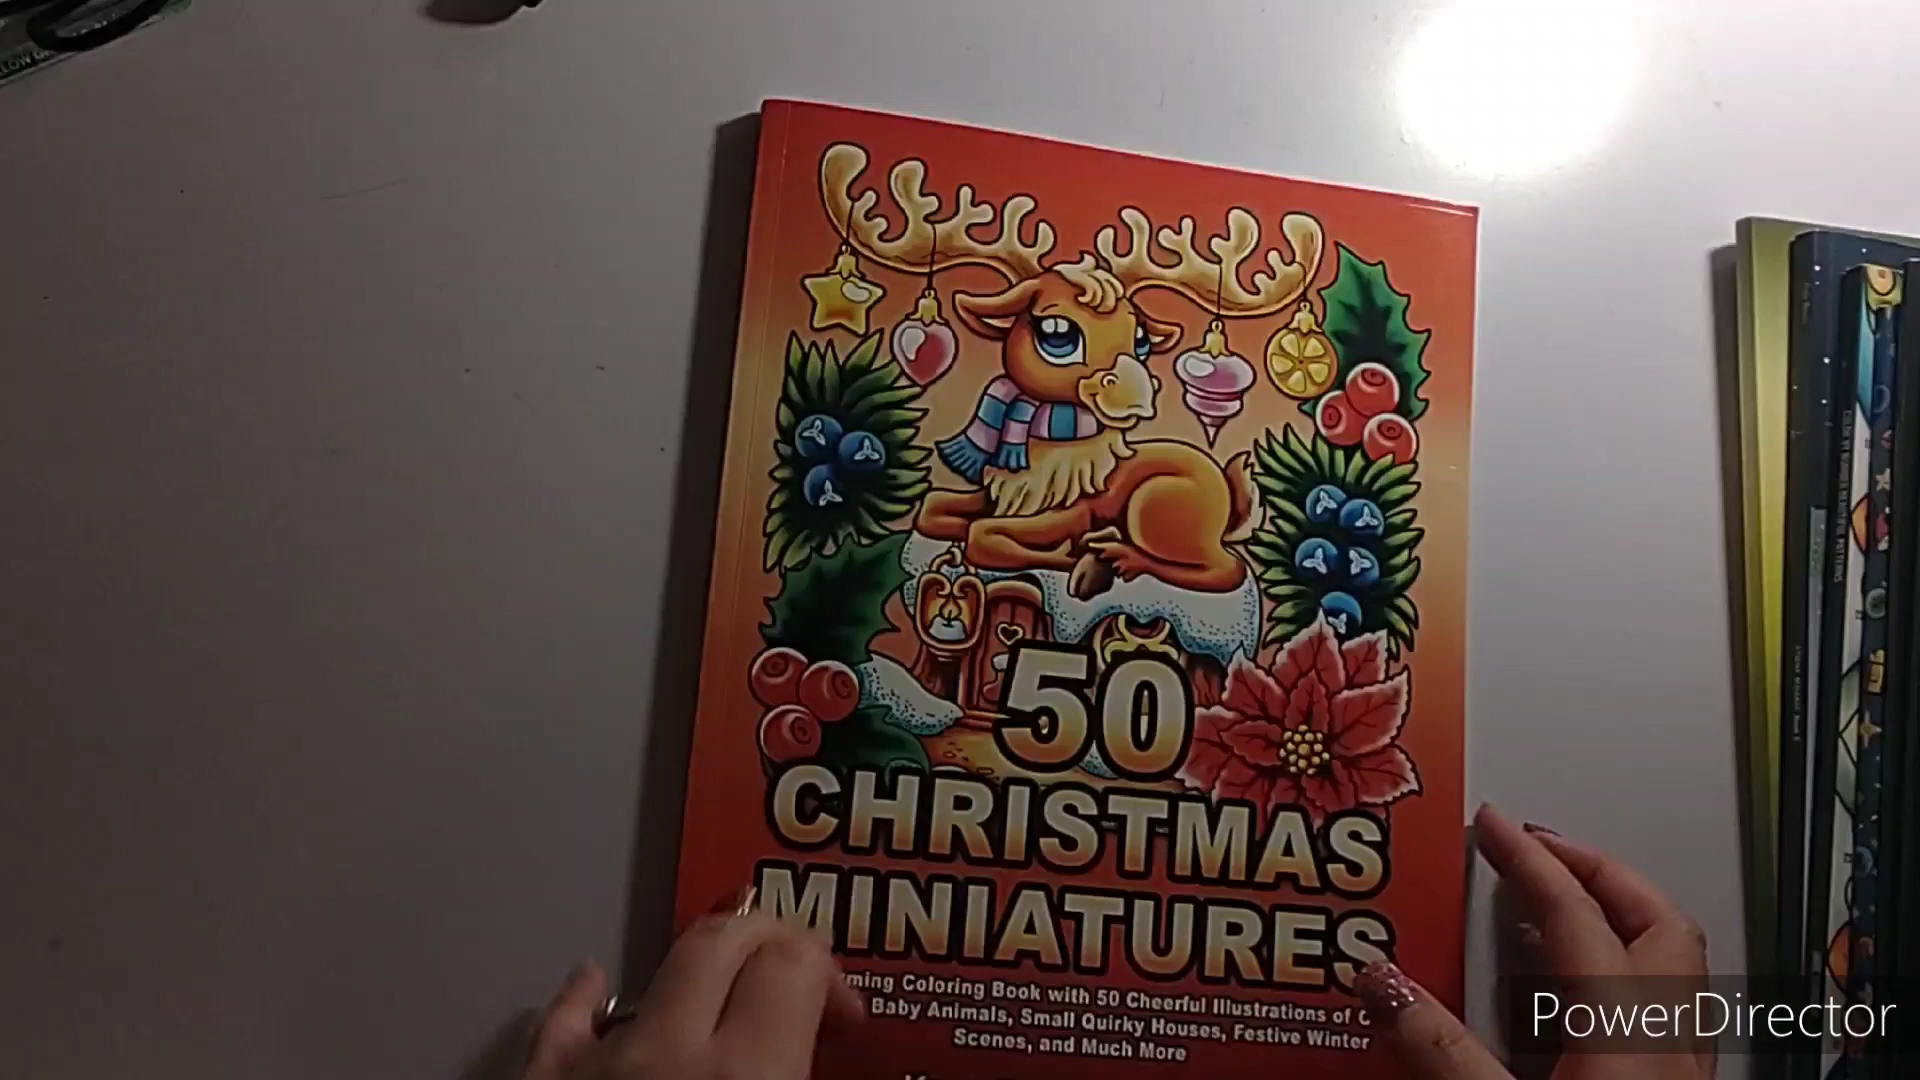 50
CHRISTMAS
MINIATURES
Coloring Book with 50 Cheerful Illustrations of
Baby Animals, Small Quirky Houses, Festive Winter
Scenes, and Much More
PowerDirector